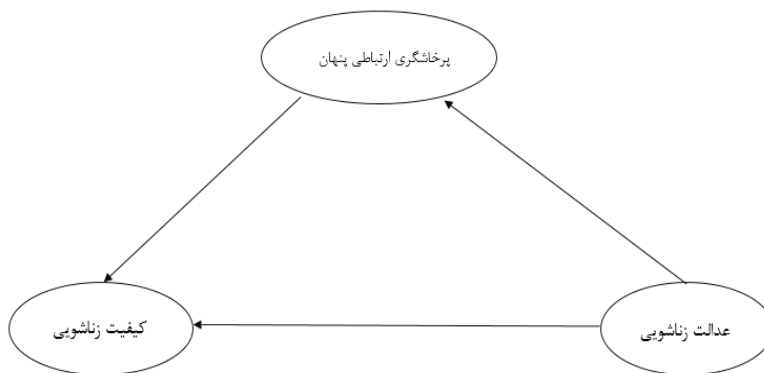 پرخاشگری ارتباطی پنهان
عدالت زناشویی
کیفیت زناشویی